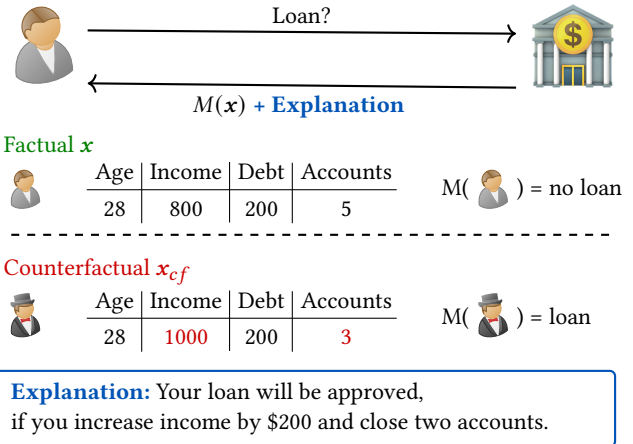 Loan?
$
M(x) + Explanation
Factual x
Age Income Debt Accounts
28 800 200 5
M( ) = no loan
Counterfactual x_cf
Age Income Debt Accounts
28 1000 200 3
M( ) = loan
Explanation: Your loan will be approved,
if you increase income by $200 and close two accounts.